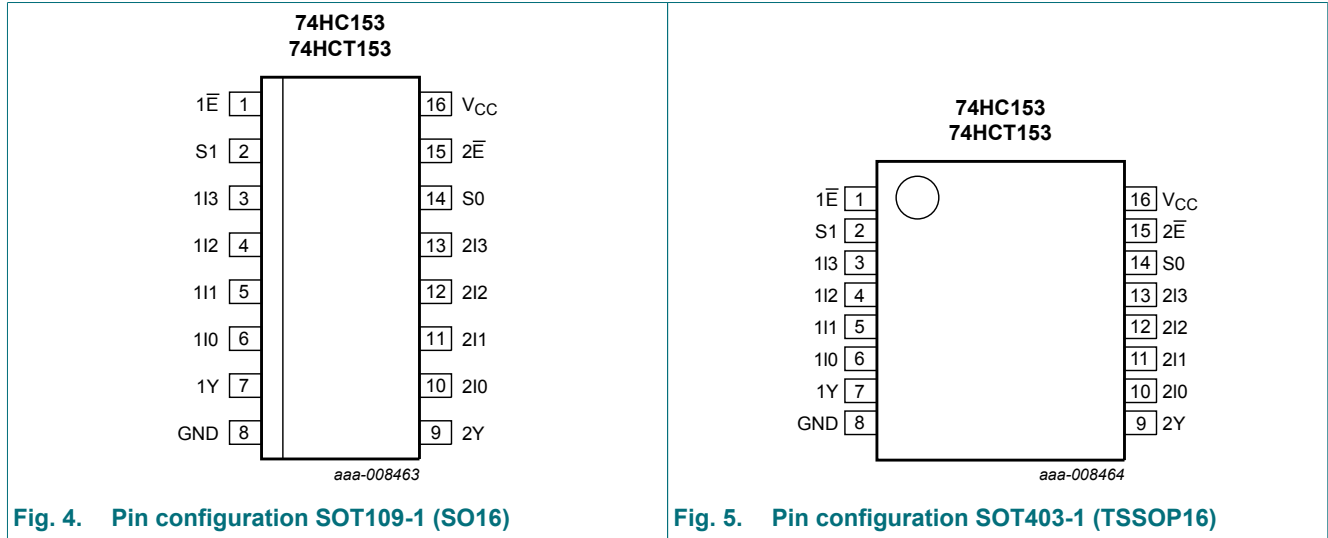 74HC153
74HCT153
1E̅ 1
16 VCC
S1 2
15 2E̅
1I3 3
14 S0
1I2 4
13 2I3
1I1 5
12 2I2
1I0 6
11 2I1
1Y 7
10 2I0
GND 8
9 2Y
aaa-008463
Fig. 4. Pin configuration SOT109-1 (SO16)
74HC153
74HCT153
1E̅ 1
16 VCC
S1 2
15 2E̅
1I3 3
14 S0
1I2 4
13 2I3
1I1 5
12 2I2
1I0 6
11 2I1
1Y 7
10 2I0
GND 8
9 2Y
aaa-008464
Fig. 5. Pin configuration SOT403-1 (TSSOP16)